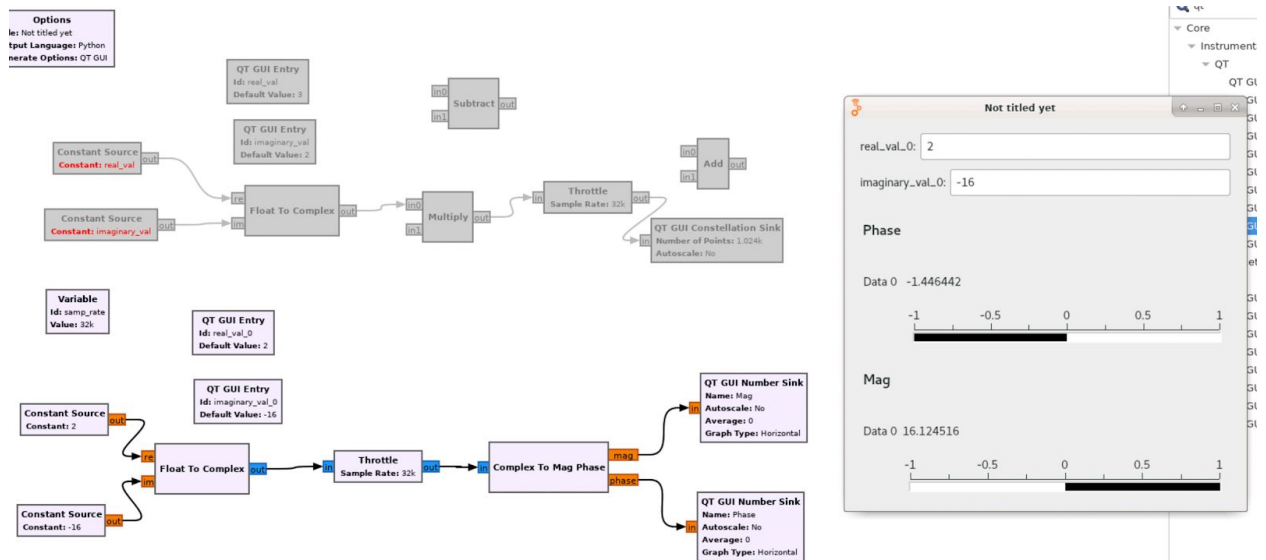 Options
le: Not titled yet
tput Language: Python
nerate Options: QT GUI
QT GUI Entry
Id: real_val
Default Value: 3
QT GUI Entry
Id: imaginary_val
Default Value: 2
in0
in1
Subtract
out
in0
in1
Add
out
Constant Source
Constant: real_val
out
Constant Source
Constant: imaginary_val
out
re
im
Float To Complex
out
in0
in1
Multiply
out
in
Throttle
Sample Rate: 32k
out
in
QT GUI Constellation Sink
Number of Points: 1.024k
Autoscale: No
Variable
Id: samp_rate
Value: 32k
QT GUI Entry
Id: real_val_0
Default Value: 2
QT GUI Entry
Id: imaginary_val_0
Default Value: -16
Constant Source
Constant: 2
out
Constant Source
Constant: -16
out
re
im
Float To Complex
out
in
Throttle
Sample Rate: 32k
out
in
Complex To Mag Phase
mag
phase
in
QT GUI Number Sink
Name: Mag
Autoscale: No
Average: 0
Graph Type: Horizontal
in
QT GUI Number Sink
Name: Phase
Autoscale: No
Average: 0
Graph Type: Horizontal
Not titled yet
real_val_0: 2
imaginary_val_0: -16
Phase
Data 0 -1.446442
-1 -0.5 0 0.5 1
Mag
Data 0 16.124516
-1 -0.5 0 0.5 1
Core
Instrument
QT
QT GU